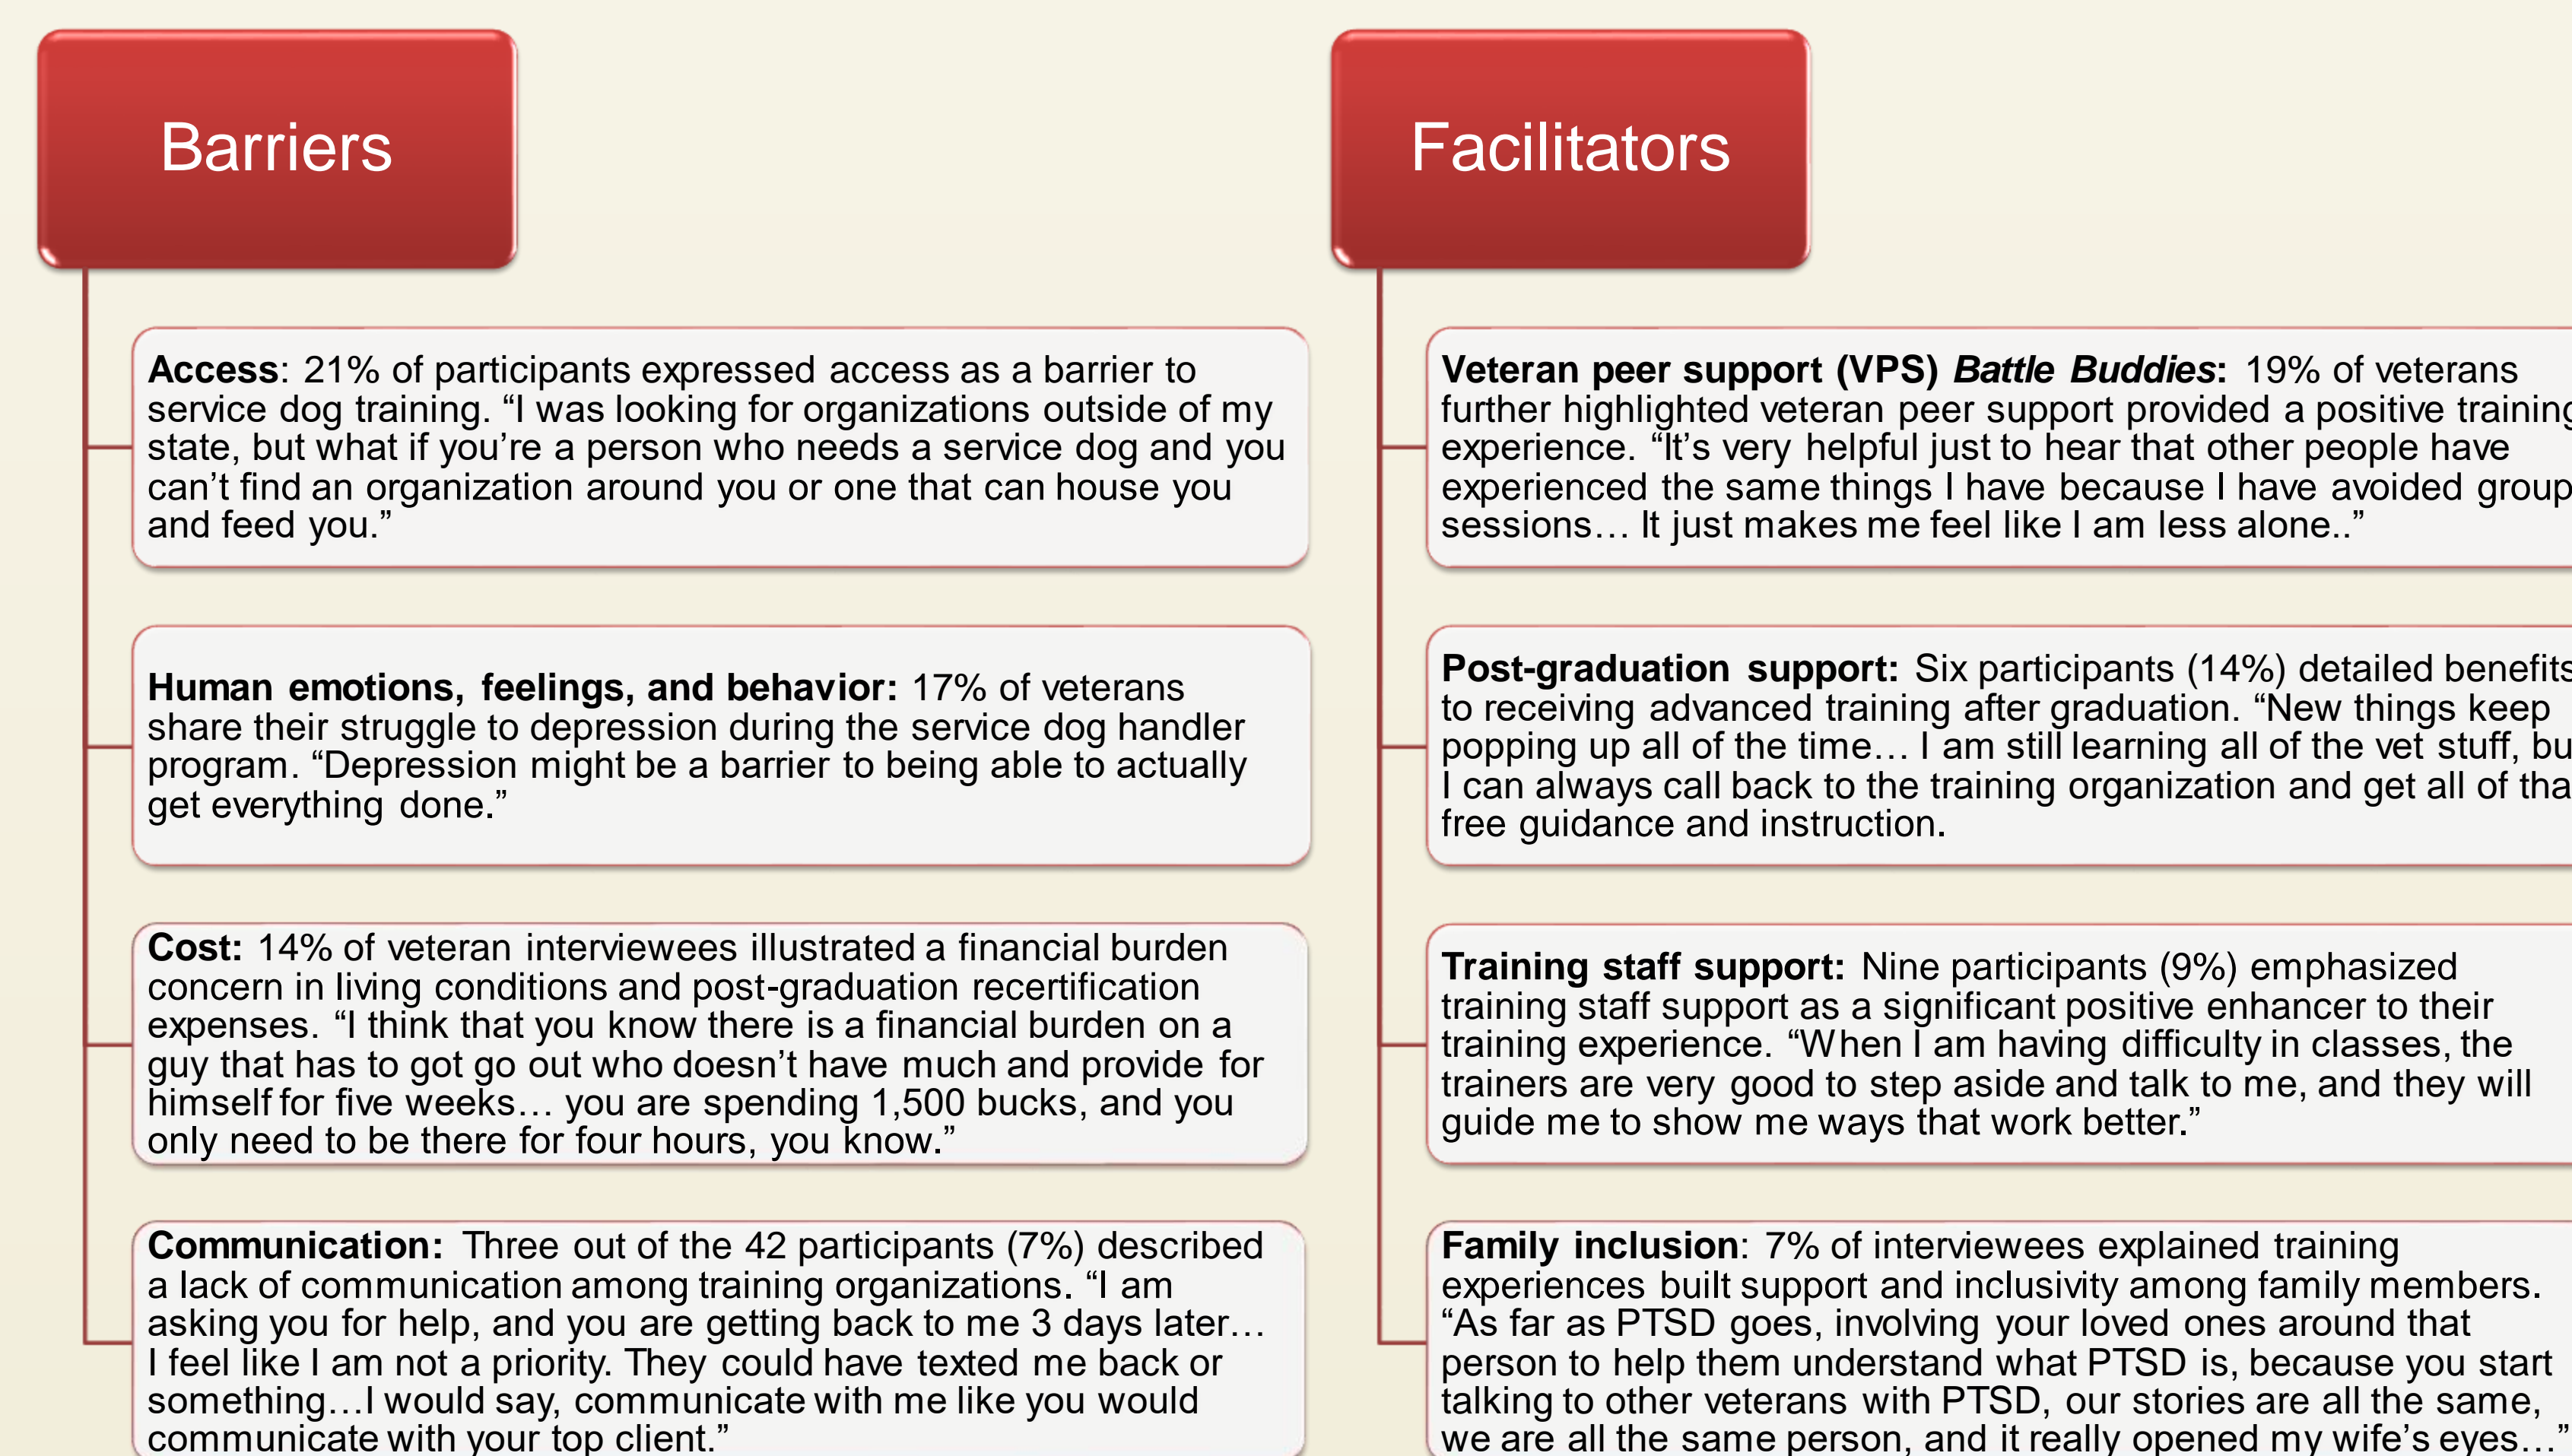 Barriers
Access: 21% of participants expressed access as a barrier to
service dog training. “I was looking for organizations outside of my
state, but what if you’re a person who needs a service dog and you
can’t find an organization around you or one that can house you
and feed you.”
Human emotions, feelings, and behavior: 17% of veterans
share their struggle to depression during the service dog handler
program. “Depression might be a barrier to being able to actually
get everything done.”
Cost: 14% of veteran interviewees illustrated a financial burden
concern in living conditions and post-graduation recertification
expenses. “I think that you know there is a financial burden on a
guy that has to got go out who doesn’t have much and provide for
himself for five weeks… you are spending 1,500 bucks, and you
only need to be there for four hours, you know.”
Communication: Three out of the 42 participants (7%) described
a lack of communication among training organizations. “I am
asking you for help, and you are getting back to me 3 days later…
I feel like I am not a priority. They could have texted me back or
something…I would say, communicate with me like you would
communicate with your top client.”
Facilitators
Veteran peer support (VPS) Battle Buddies: 19% of veterans
further highlighted veteran peer support provided a positive training
experience. “It’s very helpful just to hear that other people have
experienced the same things I have because I have avoided group
sessions… It just makes me feel like I am less alone..”
Post-graduation support: Six participants (14%) detailed benefits
to receiving advanced training after graduation. “New things keep
popping up all of the time… I am still learning all of the vet stuff, bu
I can always call back to the training organization and get all of tha
free guidance and instruction.
Training staff support: Nine participants (9%) emphasized
training staff support as a significant positive enhancer to their
training experience. “When I am having difficulty in classes, the
trainers are very good to step aside and talk to me, and they will
guide me to show me ways that work better.”
Family inclusion: 7% of interviewees explained training
experiences built support and inclusivity among family members.
“As far as PTSD goes, involving your loved ones around that
person to help them understand what PTSD is, because you start
talking to other veterans with PTSD, our stories are all the same,
we are all the same person, and it really opened my wife’s eyes…”